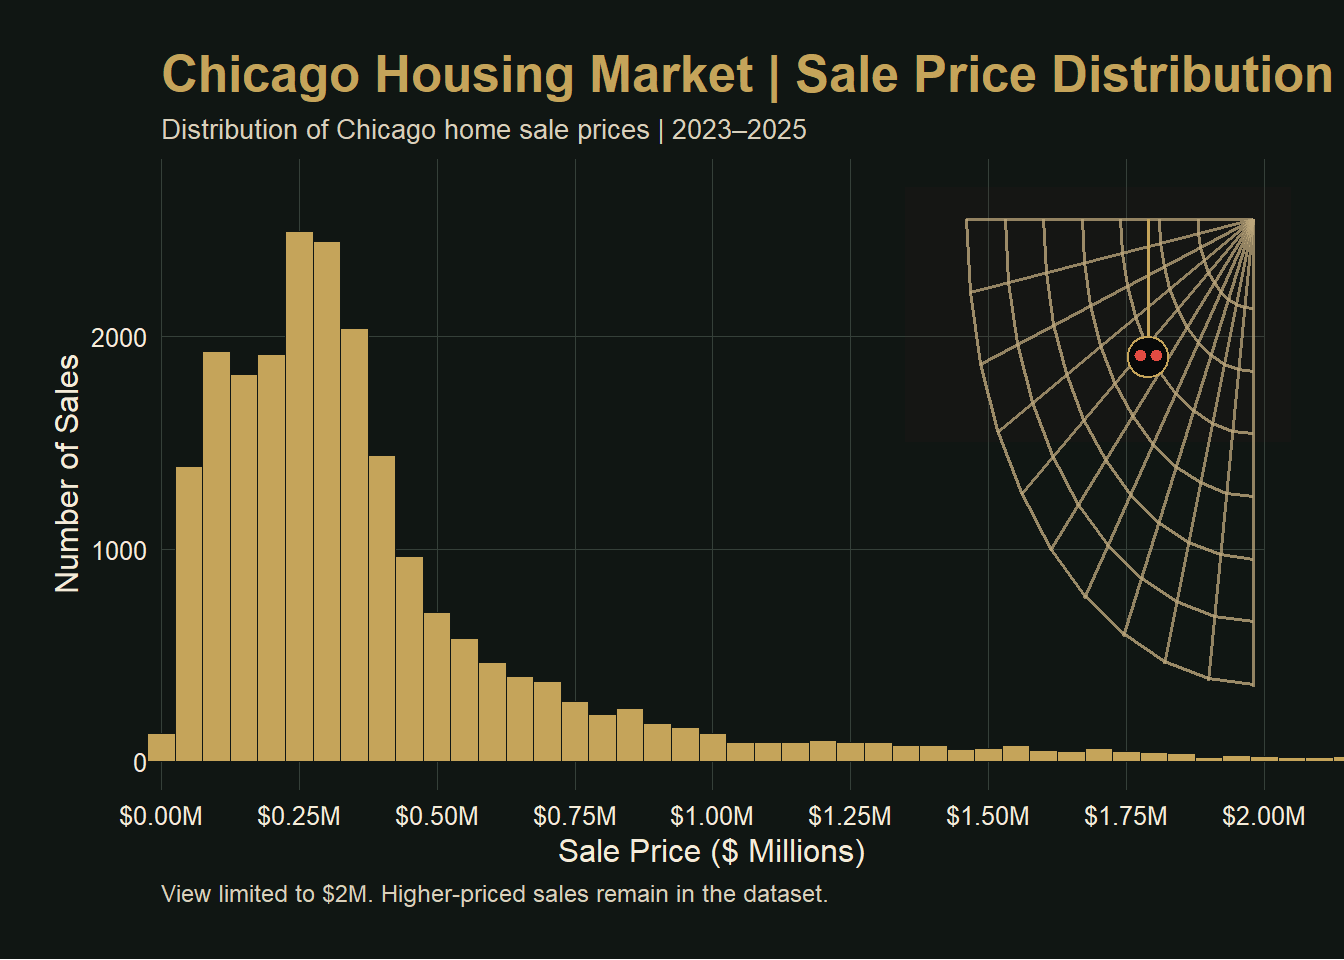 Chicago Housing Market | Sale Price Distribution
Distribution of Chicago home sale prices | 2023–2025
Number of Sales
2000
1000
0
$0.00M $0.25M $0.50M $0.75M $1.00M $1.25M $1.50M $1.75M $2.00M
Sale Price ($ Millions)
View limited to $2M. Higher-priced sales remain in the dataset.